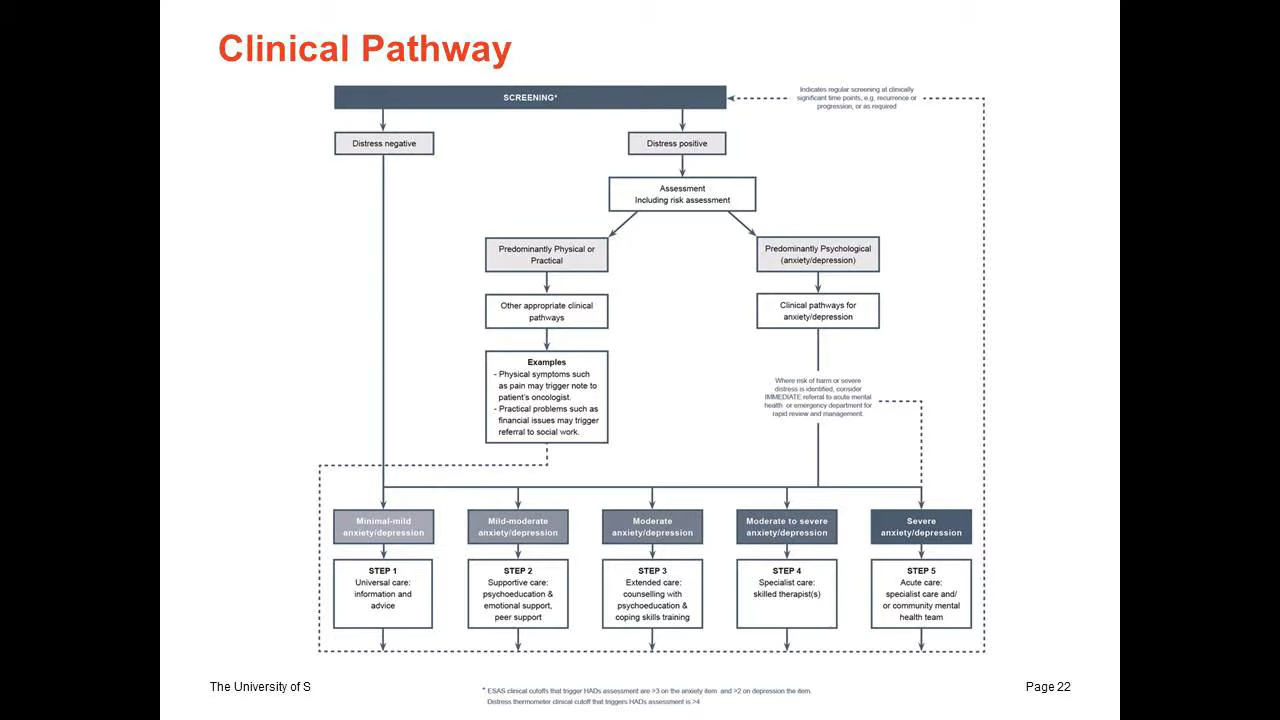 Clinical Pathway
SCREENING*
Indicates regular screening at clinically
significant time points, e.g. recurrence or
progression, or as required
Distress negative
Distress positive
Assessment
Including risk assessment
Predominantly Physical or
Practical
Predominantly Psychological
(anxiety/depression)
Other appropriate clinical
pathways
Clinical pathways for
anxiety/depression
Examples
- Physical symptoms such
as pain may trigger note to
patient's oncologist.
- Practical problems such as
financial issues may trigger
referral to social work.
Where risk of harm or severe
distress is identified, consider
IMMEDIATE referral to acute mental
health or emergency department for
rapid review and management.
Minimal-mild
anxiety/depression
Mild-moderate
anxiety/depression
Moderate
anxiety/depression
Moderate to severe
anxiety/depression
Severe
anxiety/depression
STEP 1
Universal care:
information and
advice
STEP 2
Supportive care:
psychoeducation &
emotional support,
peer support
STEP 3
Extended care:
counselling with
psychoeducation &
coping skills training
STEP 4
Specialist care:
skilled therapist(s)
STEP 5
Acute care:
specialist care and/
or community mental
health team
The University of S
* ESAS clinical cutoffs that trigger HADs assessment are >3 on the anxiety item and >2 on depression the item.
Distress thermometer clinical cutoff that triggers HADs assessment is >4
Page 22